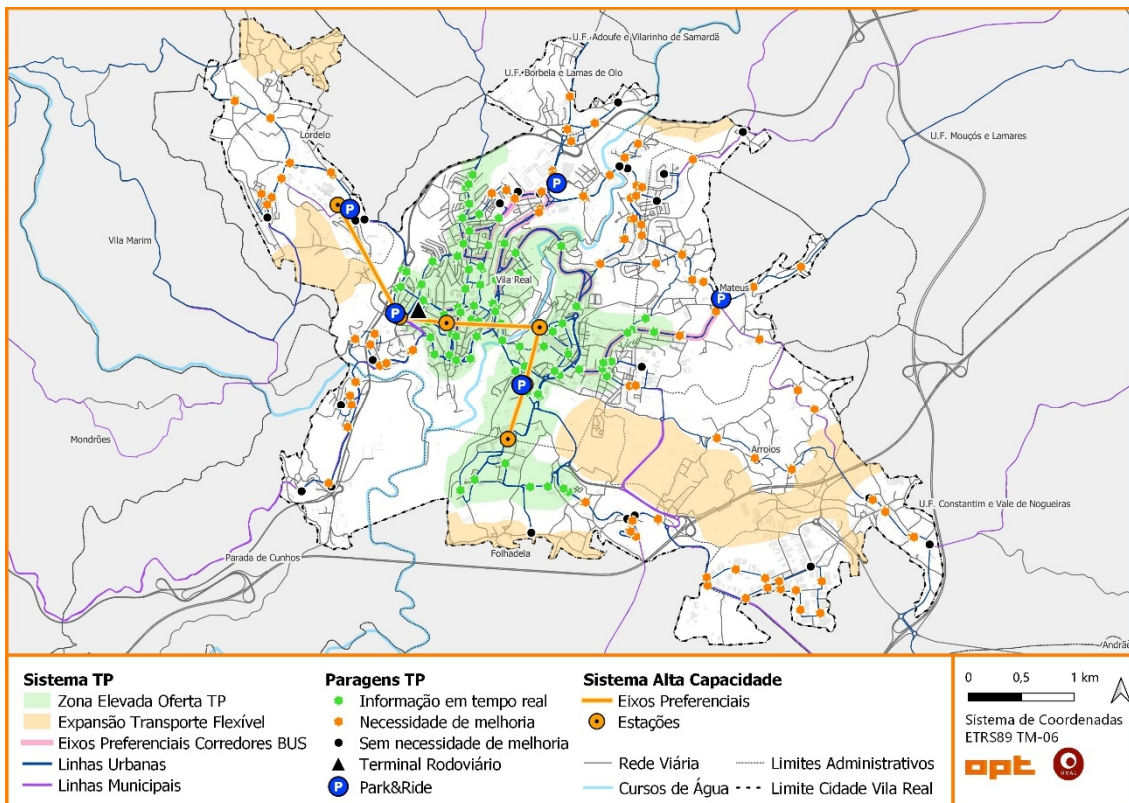 U.F. Adoufe e Vilarinho de Samardã
U.F. Borbela e Lamas de Olo
Lordelo
U.F. Mouçós e Lamares
Vila Marim
Vila Real
Mateus
Mondrões
Arroios
U.F. Constantim e Vale de Nogueiras
Folhadela
Parada de Cunhos
Andrã
P
P
P
P
P
Sistema TP
Zona Elevada Oferta TP
Expansão Transporte Flexível
Eixos Preferenciais Corredores BUS
Linhas Urbanas
Linhas Municipais
Paragens TP
Informação em tempo real
Necessidade de melhoria
Sem necessidade de melhoria
Terminal Rodoviário
P Park&Ride
Sistema Alta Capacidade
Eixos Preferenciais
Estações
Rede Viária
Cursos de Água
Limites Administrativos
Limite Cidade Vila Real
0 0,5 1 km
Sistema de Coordenadas
ETRS89 TM-06
opt